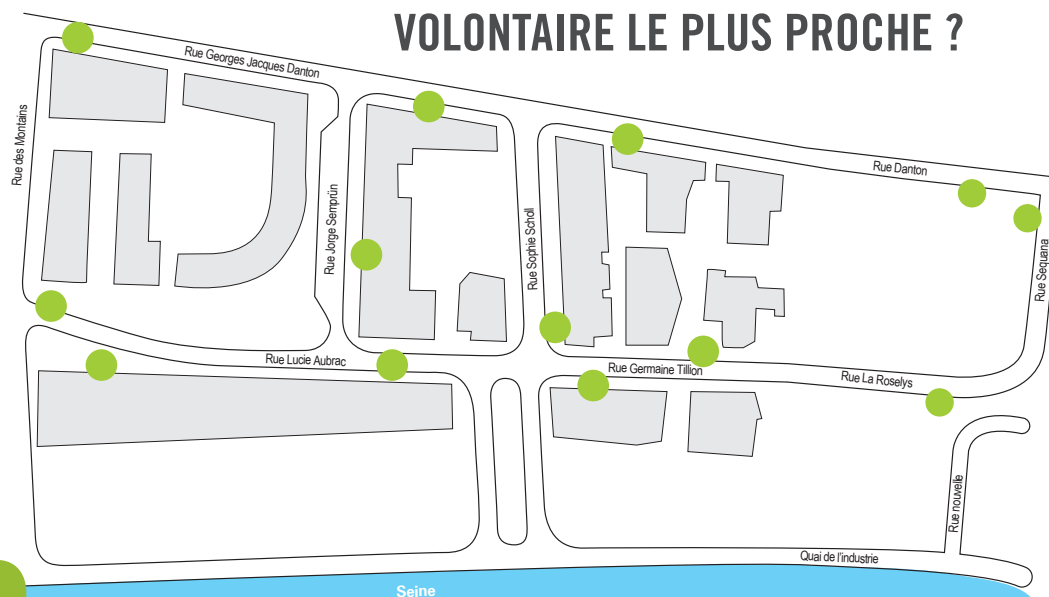 VOLONTAIRE LE PLUS PROCHE ?
Rue Georges Jacques Danton
Rue des Montains
Rue Jorge Semprün
Rue Sophie Scholl
Rue Danton
Rue Sequana
Rue Lucie Aubrac
Rue Germaine Tillion
Rue La Roselys
Rue nouvelle
Quai de l'industrie
Seine